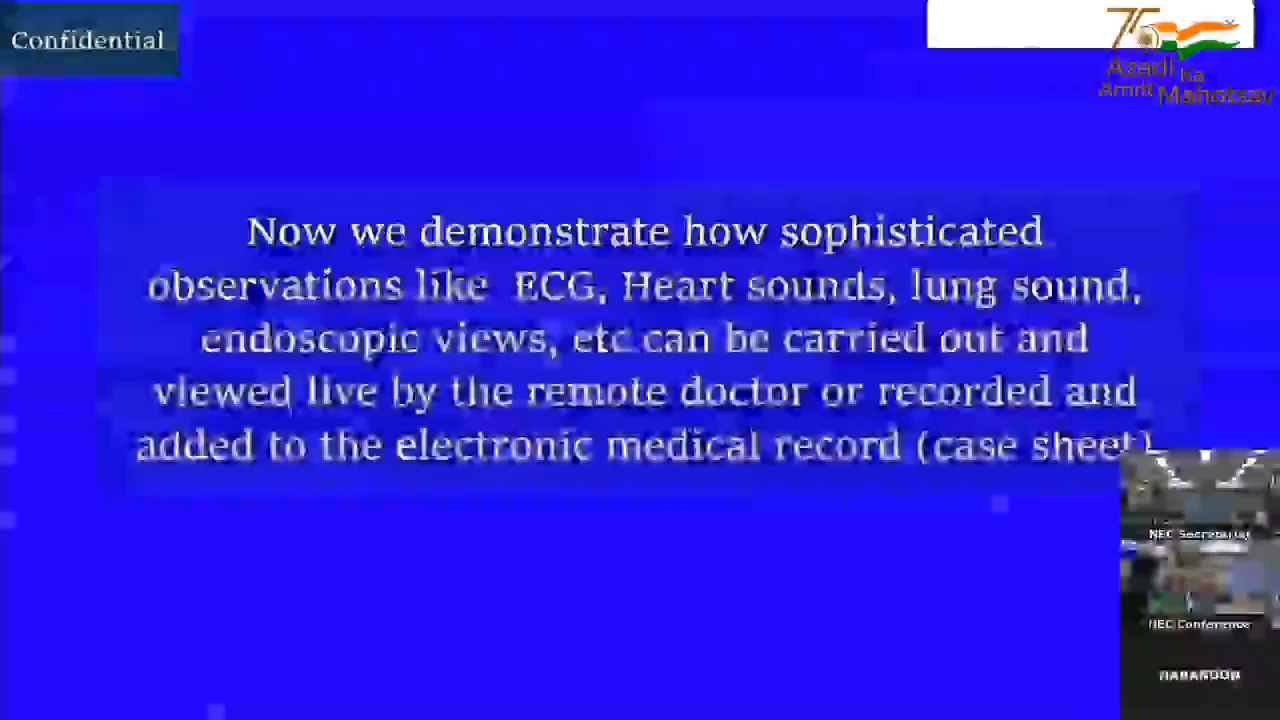 Confidential
75
Azadi Ka
Amrit Mahotsav
Now we demonstrate how sophisticated
observations like ECG, Heart sounds, lung sound,
endoscopic views, etc can be carried out and
viewed live by the remote doctor or recorded and
added to the electronic medical record (case sheet)
NEC Secretariat
NEC Conference